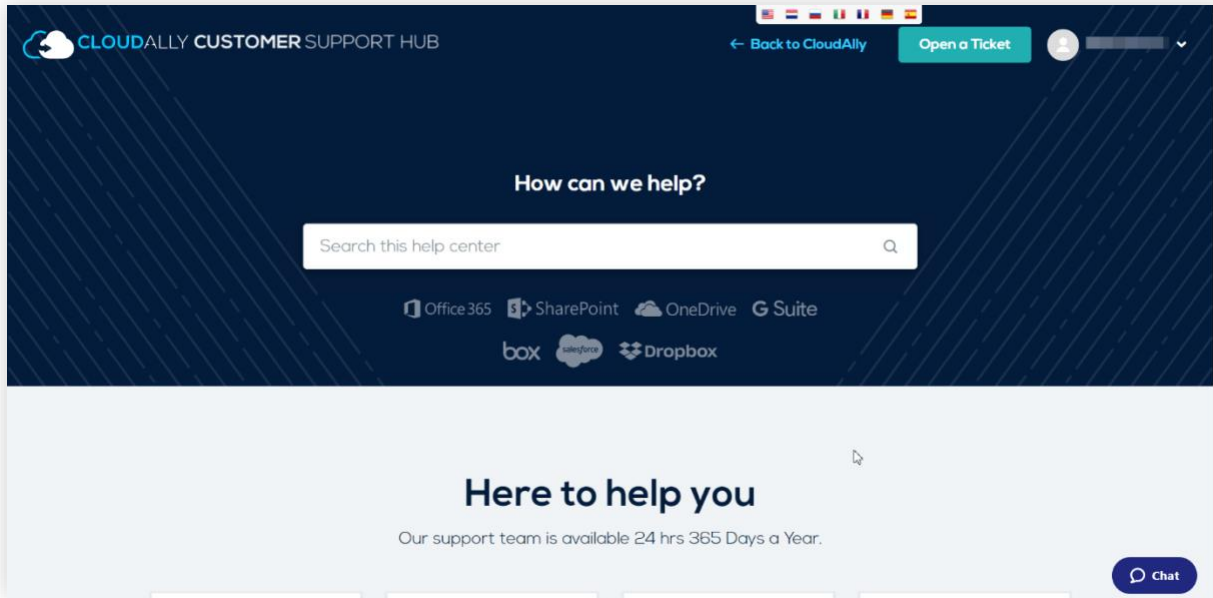 CLOUDALLY CUSTOMER SUPPORT HUB
← Back to CloudAlly
Open a Ticket
How can we help?
Search this help center
Office 365 SharePoint OneDrive G Suite
box salesforce Dropbox
Here to help you
Our support team is available 24 hrs 365 Days a Year.
Chat